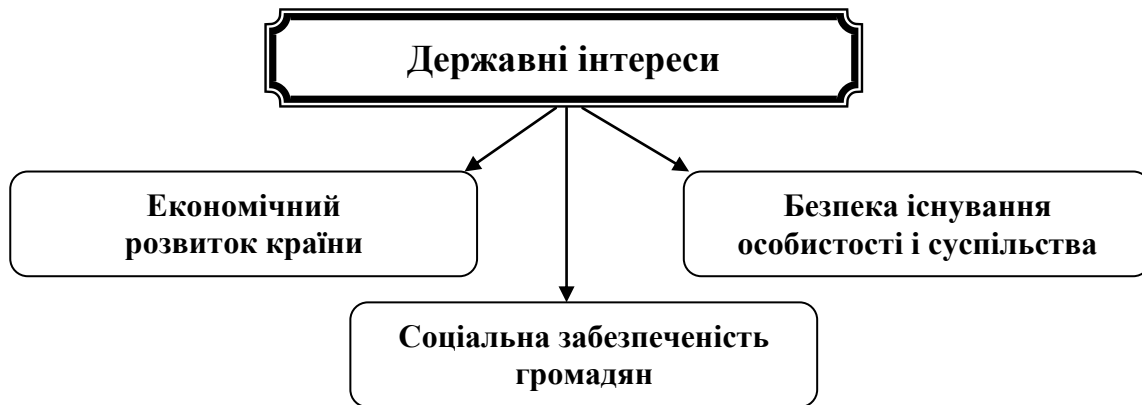 Державні інтереси
Економічний
розвиток країни
Безпека існування
особистості і суспільства
Соціальна забезпеченість
громадян